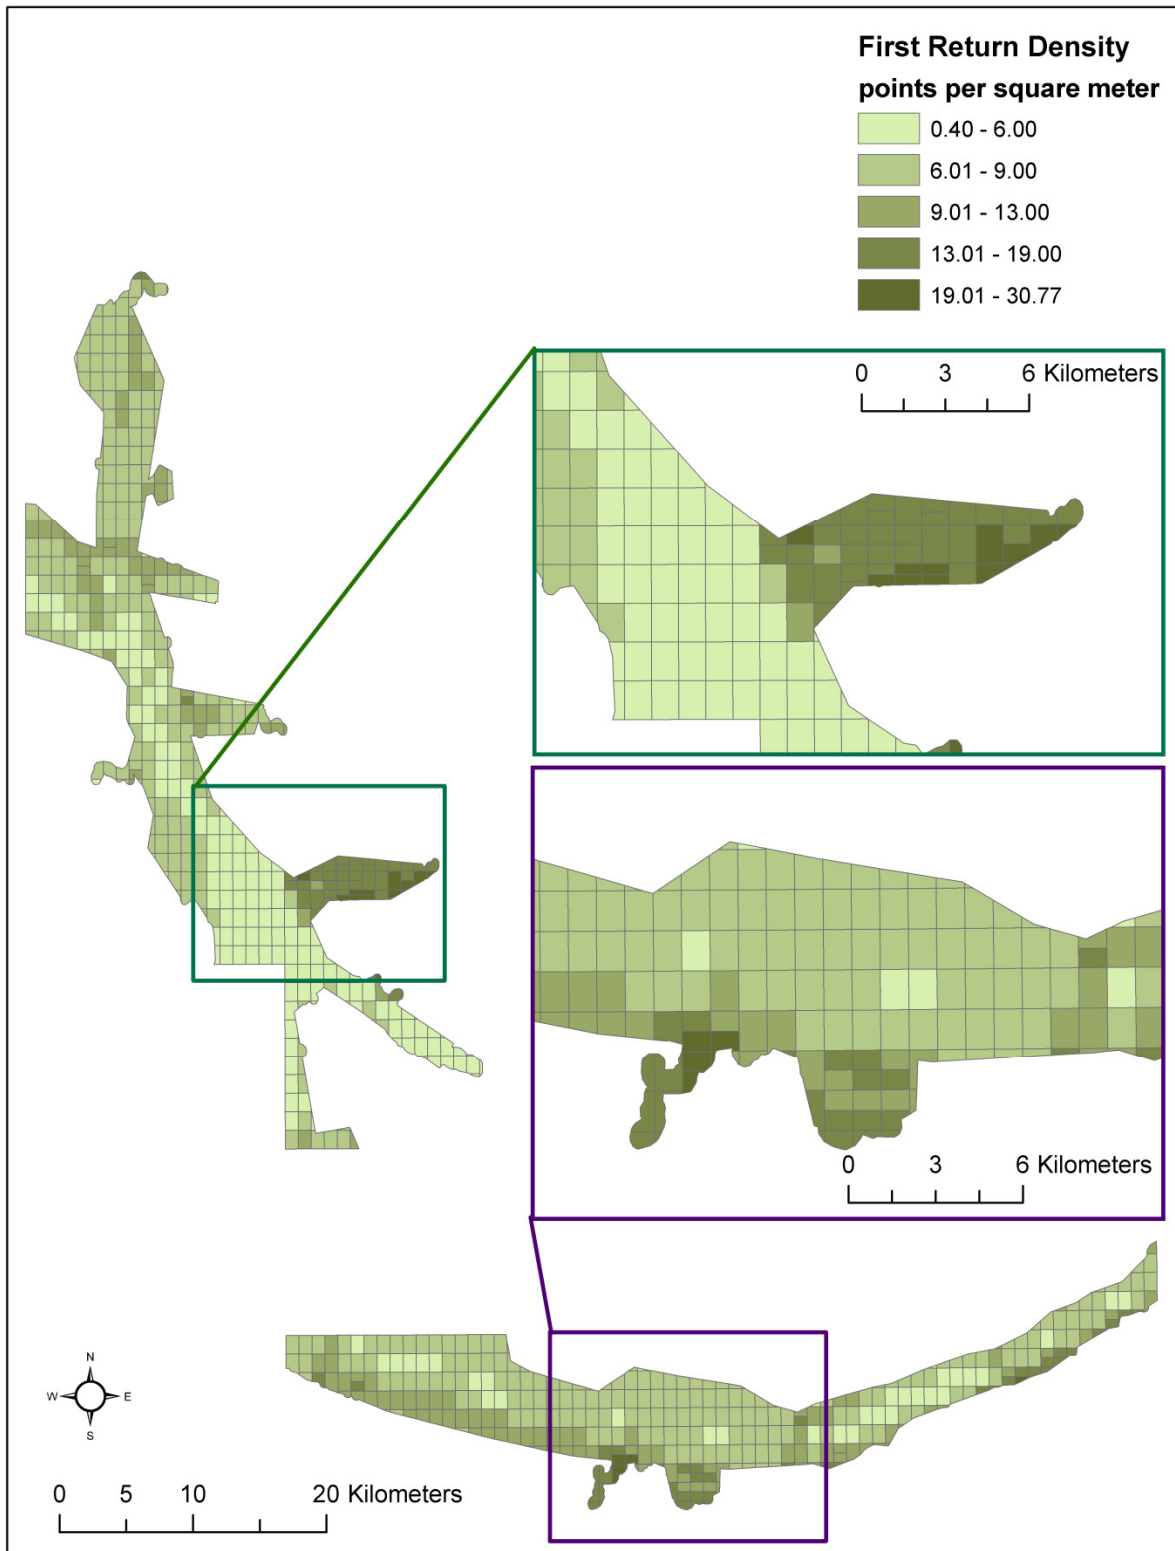 First Return Density
points per square meter
0.40 - 6.00
6.01 - 9.00
9.01 - 13.00
13.01 - 19.00
19.01 - 30.77
0 3 6 Kilometers
0 3 6 Kilometers
N
W E
S
0 5 10 20 Kilometers